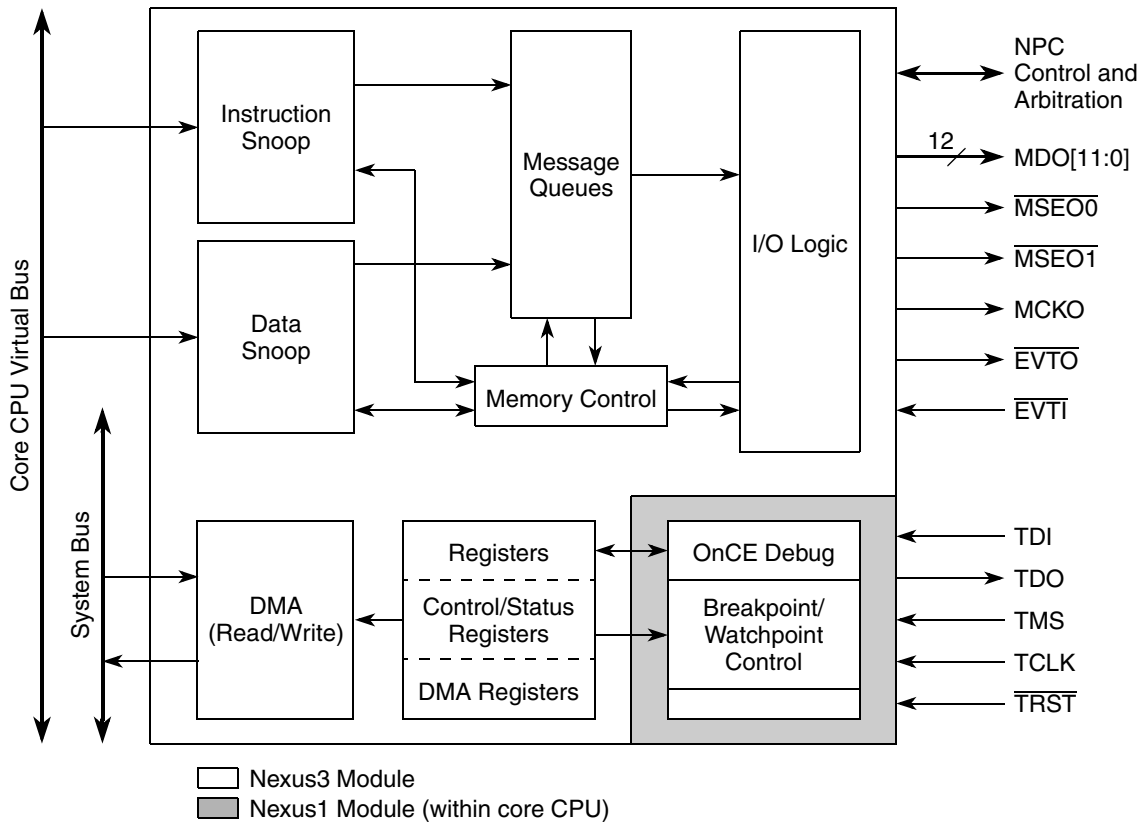 Core CPU Virtual Bus
System Bus
Instruction
Snoop
Data
Snoop
Message
Queues
Memory Control
I/O Logic
DMA
(Read/Write)
Registers
Control/Status
Registers
DMA Registers
OnCE Debug
Breakpoint/
Watchpoint
Control
NPC
Control and
Arbitration
12
MDO[11:0]
MSEO0
MSEO1
MCKO
EVTO
EVTI
TDI
TDO
TMS
TCLK
TRST
Nexus3 Module
Nexus1 Module (within core CPU)